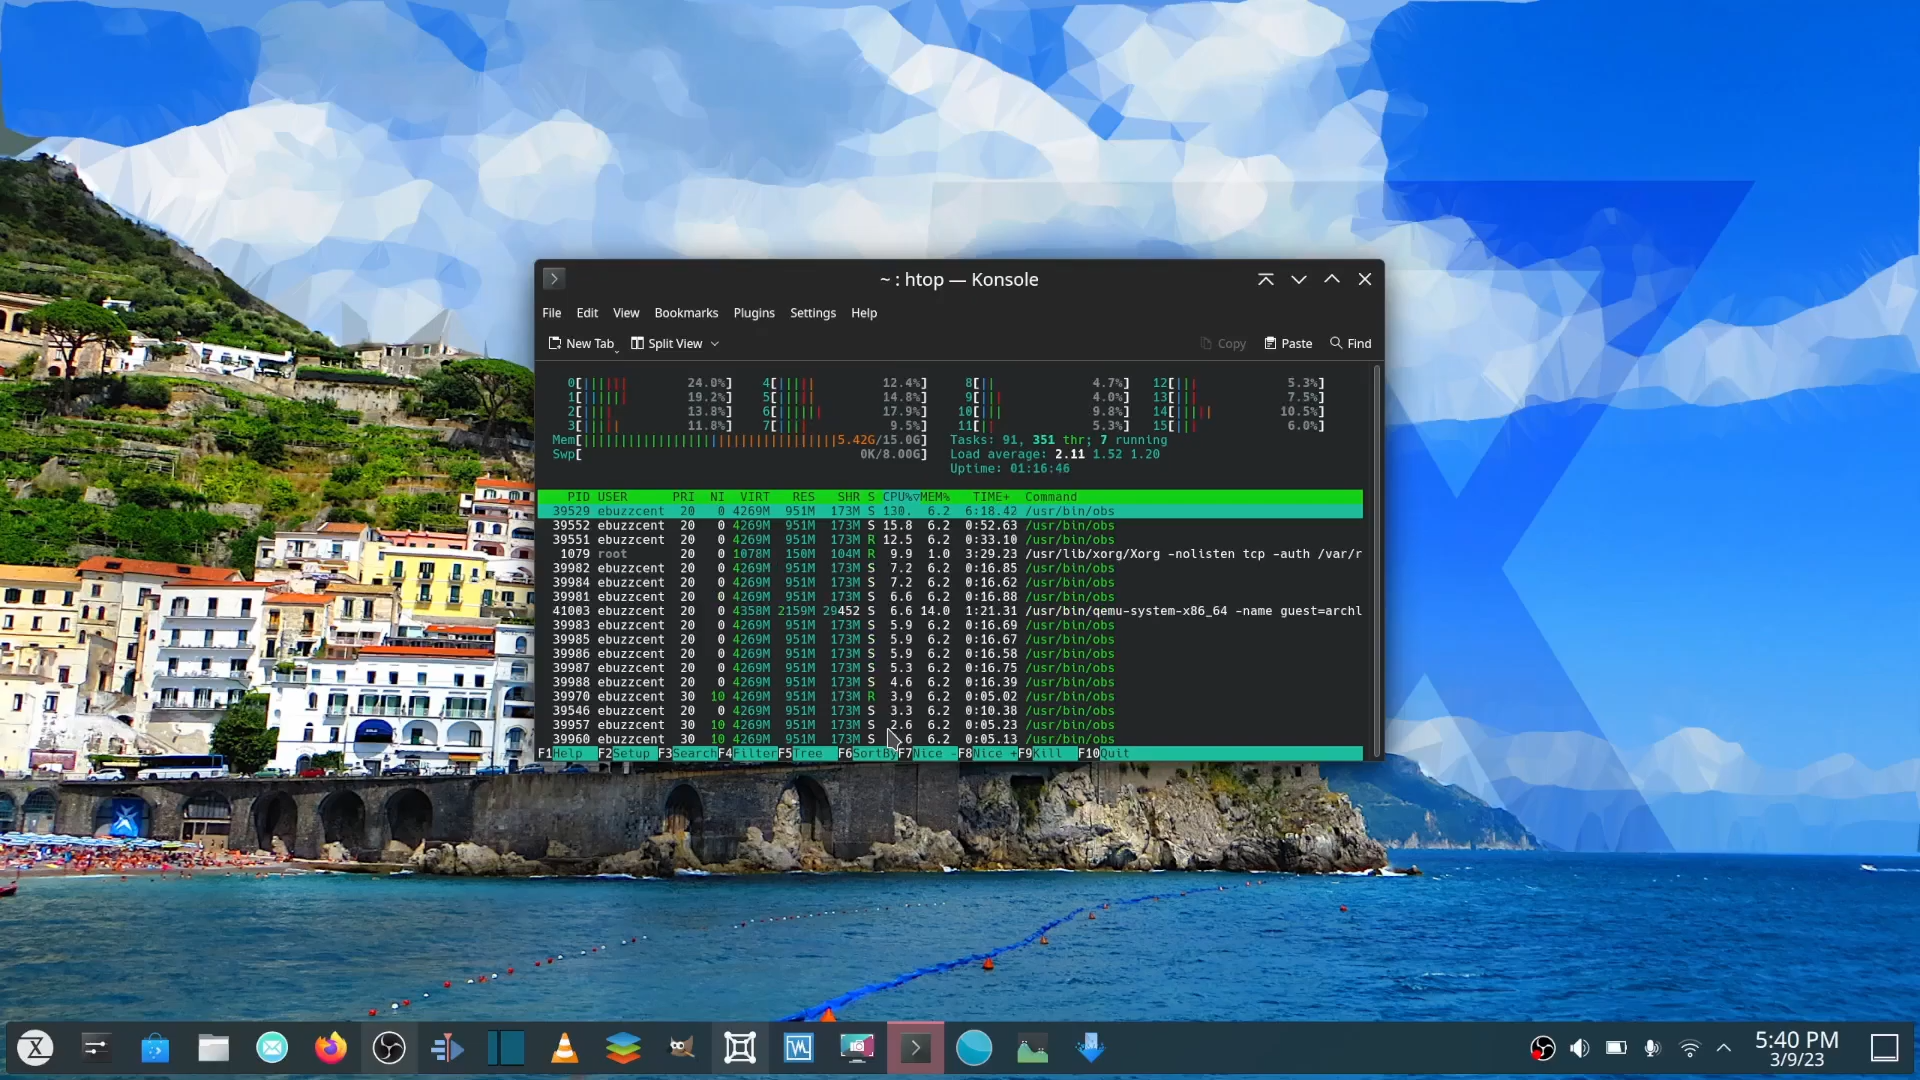 ~ : htop — Konsole
File Edit View Bookmarks Plugins Settings Help
New Tab Split View Copy Paste Find
0[ 24.0%] 4[ 12.4%] 8[ 4.7%] 12[ 5.3%]
1[ 19.2%] 5[ 14.8%] 9[ 4.0%] 13[ 7.5%]
2[ 13.8%] 6[ 17.9%] 10[ 9.8%] 14[ 10.5%]
3[ 11.8%] 7[ 9.5%] 11[ 5.3%] 15[ 6.0%]
Mem[ 5.42G/15.0G] Tasks: 91, 351 thr; 7 running
Swp[ 0K/8.00G] Load average: 2.11 1.52 1.20
Uptime: 01:16:46
PID USER PRI NI VIRT RES SHR S CPU%▽MEM% TIME+ Command
39529 ebuzzcent 20 0 4269M 951M 173M S 130. 6.2 6:18.42 /usr/bin/obs
39552 ebuzzcent 20 0 4269M 951M 173M S 15.8 6.2 0:52.63 /usr/bin/obs
39551 ebuzzcent 20 0 4269M 951M 173M R 12.5 6.2 0:33.10 /usr/bin/obs
1079 root 20 0 1078M 150M 104M R 9.9 1.0 3:29.23 /usr/lib/xorg/Xorg -nolisten tcp -auth /var/r
39982 ebuzzcent 20 0 4269M 951M 173M S 7.2 6.2 0:16.85 /usr/bin/obs
39984 ebuzzcent 20 0 4269M 951M 173M S 7.2 6.2 0:16.62 /usr/bin/obs
39981 ebuzzcent 20 0 4269M 951M 173M S 6.6 6.2 0:16.88 /usr/bin/obs
41003 ebuzzcent 20 0 4358M 2159M 29452 S 6.6 14.0 1:21.31 /usr/bin/qemu-system-x86_64 -name guest=archl
39983 ebuzzcent 20 0 4269M 951M 173M S 5.9 6.2 0:16.69 /usr/bin/obs
39985 ebuzzcent 20 0 4269M 951M 173M S 5.9 6.2 0:16.67 /usr/bin/obs
39986 ebuzzcent 20 0 4269M 951M 173M S 5.9 6.2 0:16.58 /usr/bin/obs
39987 ebuzzcent 20 0 4269M 951M 173M S 5.3 6.2 0:16.75 /usr/bin/obs
39988 ebuzzcent 20 0 4269M 951M 173M S 4.6 6.2 0:16.39 /usr/bin/obs
39970 ebuzzcent 30 10 4269M 951M 173M R 3.9 6.2 0:05.02 /usr/bin/obs
39546 ebuzzcent 20 0 4269M 951M 173M S 3.3 6.2 0:10.38 /usr/bin/obs
39957 ebuzzcent 30 10 4269M 951M 173M S 2.6 6.2 0:05.23 /usr/bin/obs
39960 ebuzzcent 30 10 4269M 951M 173M S 6.2 0:05.13 /usr/bin/obs
F1Help F2Setup F3SearchF4FilterF5Tree F6SortByF7Nice -F8Nice +F9Kill F10Quit
5:40 PM
3/9/23